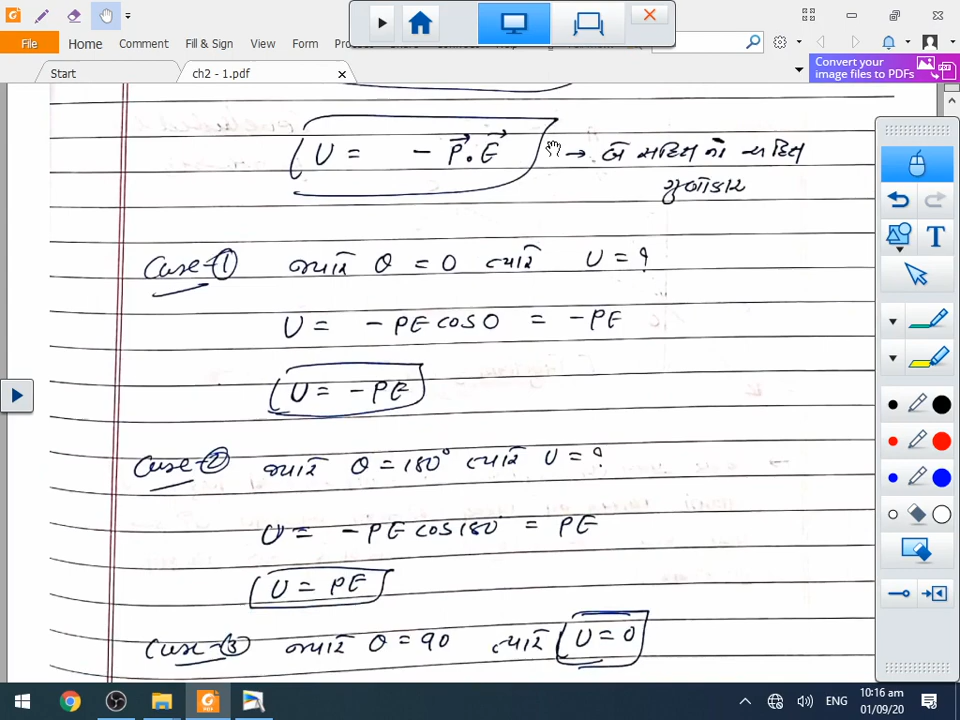 File Home Comment Fill & Sign View Form
Convert your
image files to PDFs
Start ch2 - 1.pdf
U = - P⃗.E⃗ → બે સદિશ નો અદિશ
ગુણાકાર
Case-① જ્યારે θ = 0 ત્યારે U = ?
U = - PE cos0 = -PE
U = - PE
Case-② જ્યારે θ = 180° ત્યારે U = ?
U = - PE cos180 = PE
U = PE
Case-③ જ્યારે θ = 90 ત્યારે U = 0
T
ENG 10:16 am
01/09/20